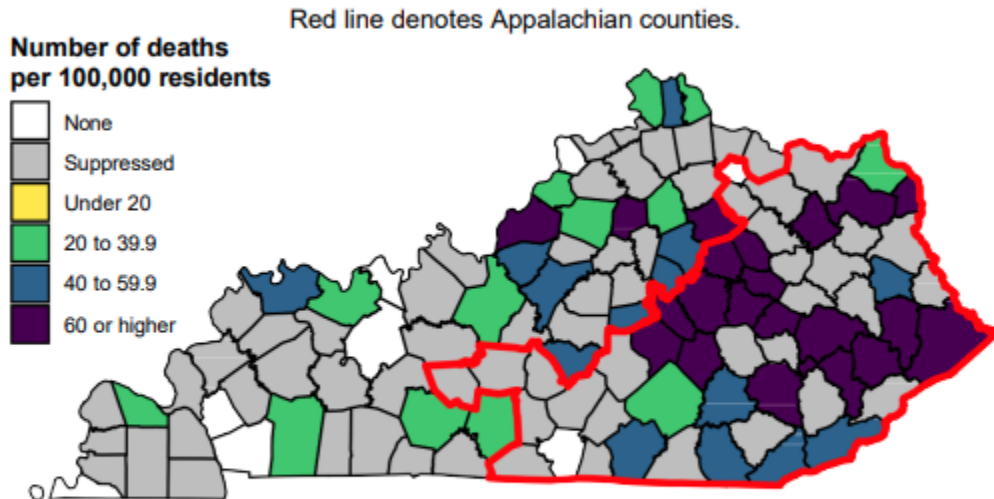 Red line denotes Appalachian counties.
Number of deaths
per 100,000 residents
None
Suppressed
Under 20
20 to 39.9
40 to 59.9
60 or higher